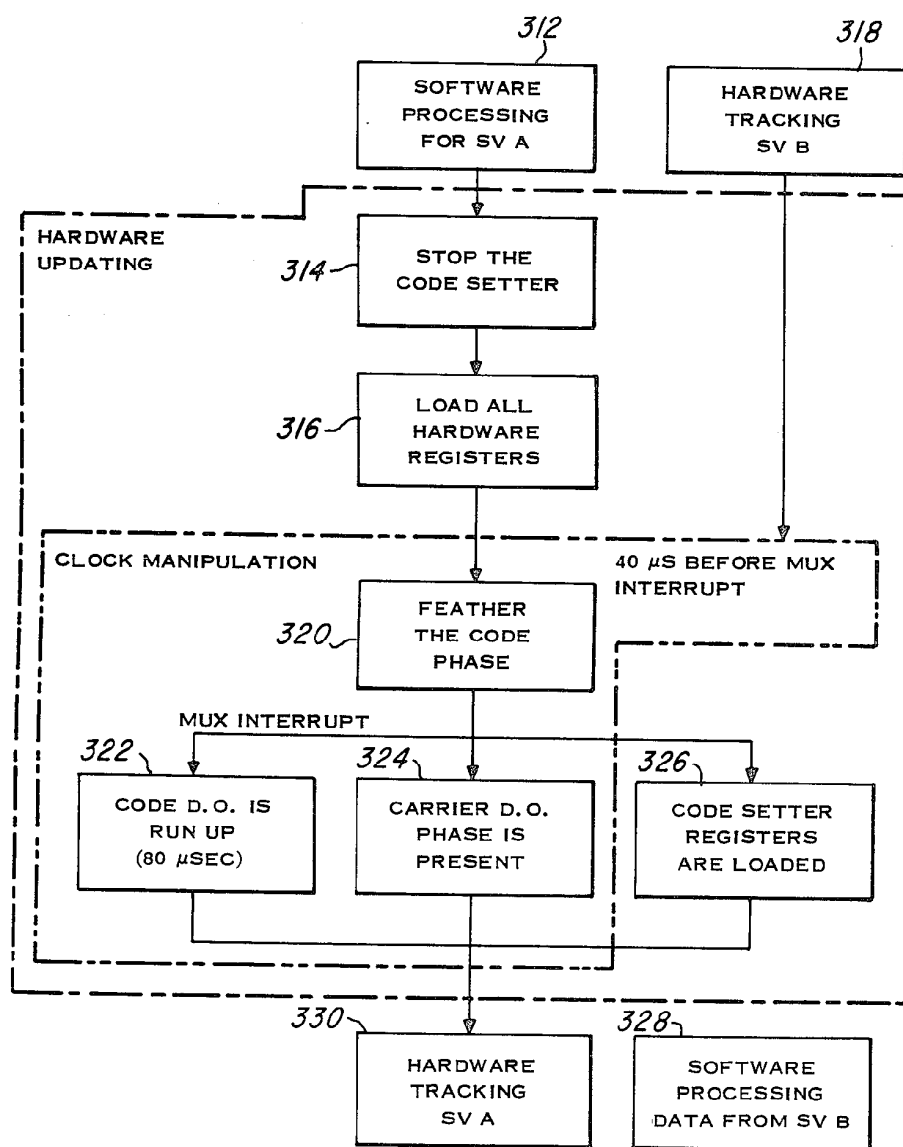 312
SOFTWARE
PROCESSING
FOR SV A
318
HARDWARE
TRACKING
SV B
HARDWARE
UPDATING
314
STOP THE
CODE SETTER
316
LOAD ALL
HARDWARE
REGISTERS
CLOCK MANIPULATION
40 µS BEFORE MUX
INTERRUPT
320
FEATHER
THE CODE
PHASE
MUX INTERRUPT
322
CODE D.O. IS
RUN UP
(80 µSEC)
324
CARRIER D.O.
PHASE IS
PRESENT
326
CODE SETTER
REGISTERS
ARE LOADED
330
HARDWARE
TRACKING
SV A
328
SOFTWARE
PROCESSING
DATA FROM SV B